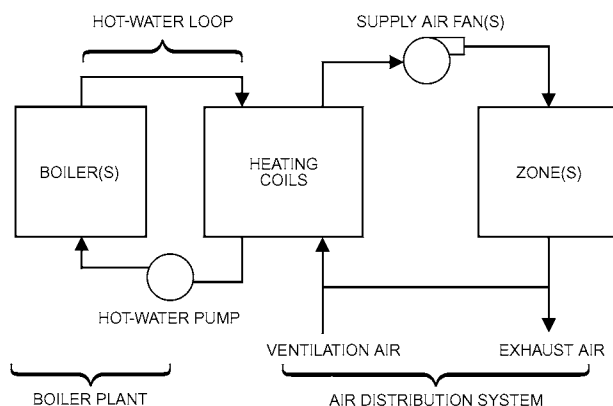 HOT-WATER LOOP
SUPPLY AIR FAN(S)
BOILER(S)
HEATING
COILS
ZONE(S)
HOT-WATER PUMP
VENTILATION AIR
EXHAUST AIR
BOILER PLANT
AIR DISTRIBUTION SYSTEM